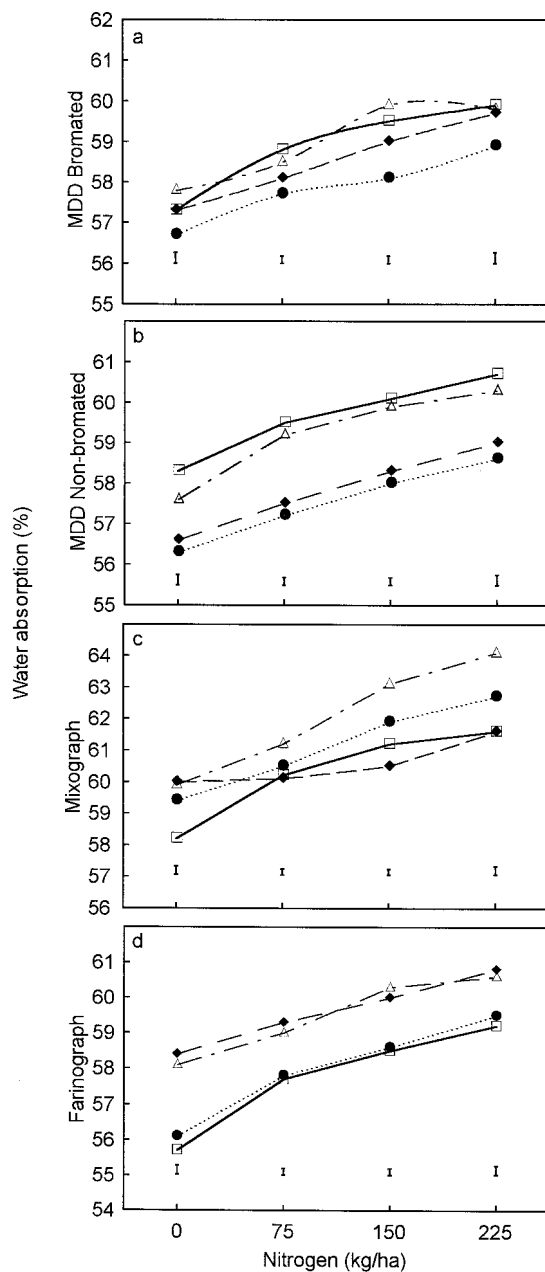 Water absorption (%)
a
MDD Bromated
62
61
60
59
58
57
56
55
b
MDD Non-bromated
61
60
59
58
57
56
55
c
Mixograph
64
63
62
61
60
59
58
57
56
d
Farinograph
61
60
59
58
57
56
55
54
0 75 150 225
Nitrogen (kg/ha)